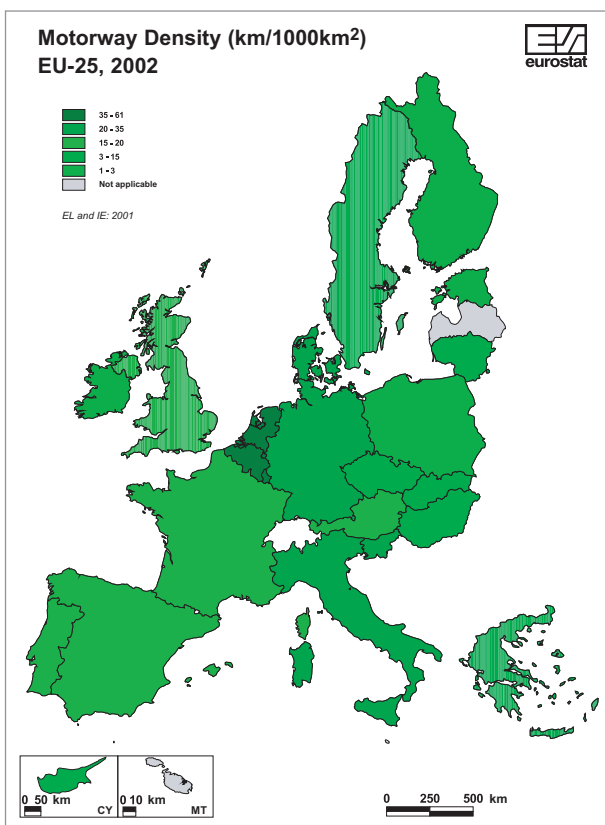 Motorway Density (km/1000km²)
EU-25, 2002
eurostat
35 - 61
20 - 35
15 - 20
3 - 15
1 - 3
Not applicable
EL and IE: 2001
0 50 km
CY
0 10 km
MT
0 250 500 km